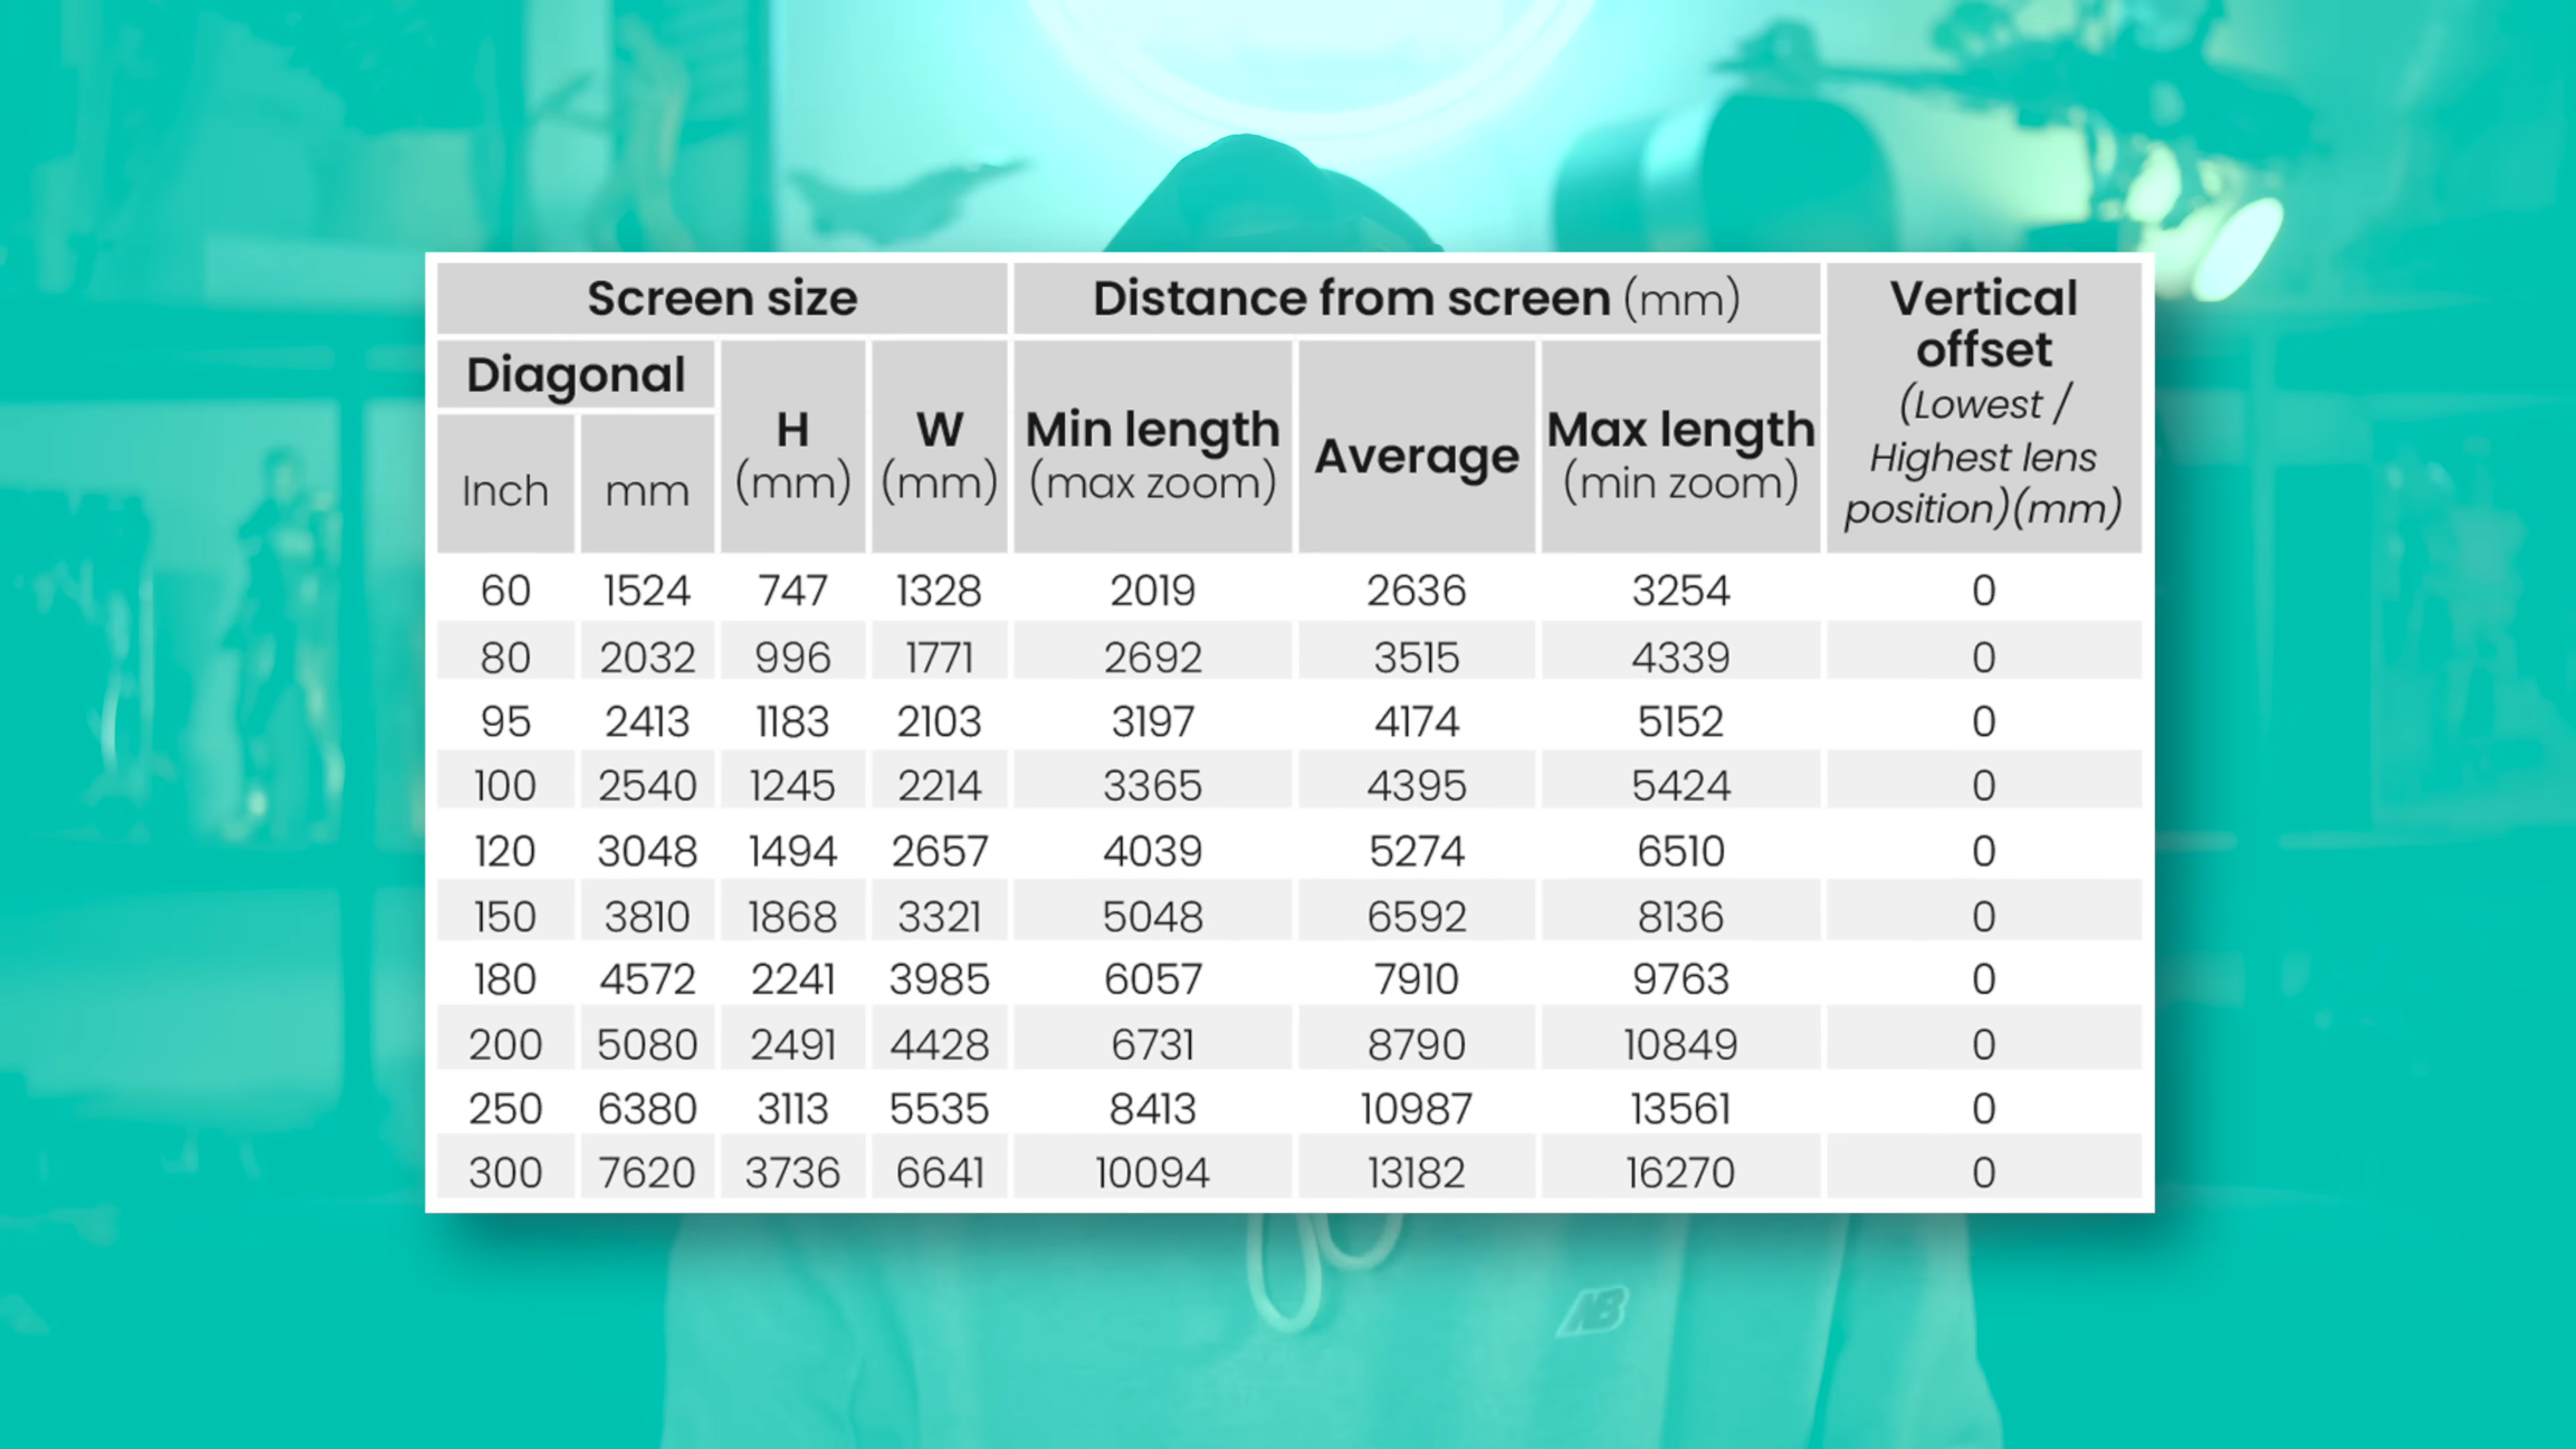 Screen size Distance from screen (mm) Vertical
offset
(Lowest /
Highest lens
position)(mm)
Diagonal H
(mm) W
(mm) Min length
(max zoom) Average Max length
(min zoom)
Inch mm
60 1524 747 1328 2019 2636 3254 0
80 2032 996 1771 2692 3515 4339 0
95 2413 1183 2103 3197 4174 5152 0
100 2540 1245 2214 3365 4395 5424 0
120 3048 1494 2657 4039 5274 6510 0
150 3810 1868 3321 5048 6592 8136 0
180 4572 2241 3985 6057 7910 9763 0
200 5080 2491 4428 6731 8790 10849 0
250 6380 3113 5535 8413 10987 13561 0
300 7620 3736 6641 10094 13182 16270 0
NB